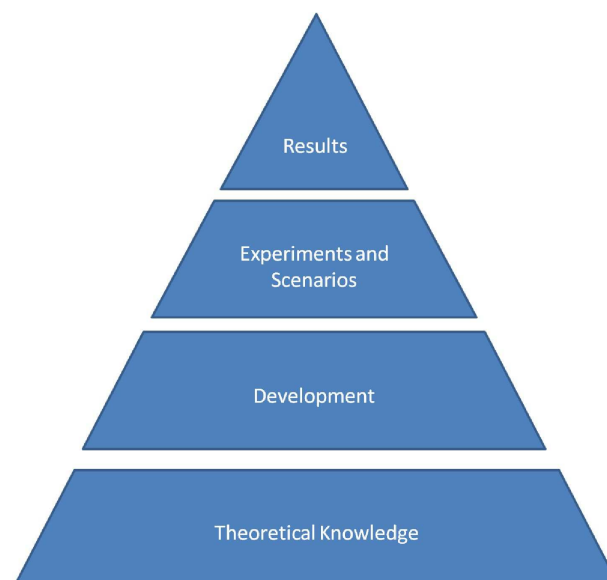 Results
Experiments and
Scenarios
Development
Theoretical Knowledge